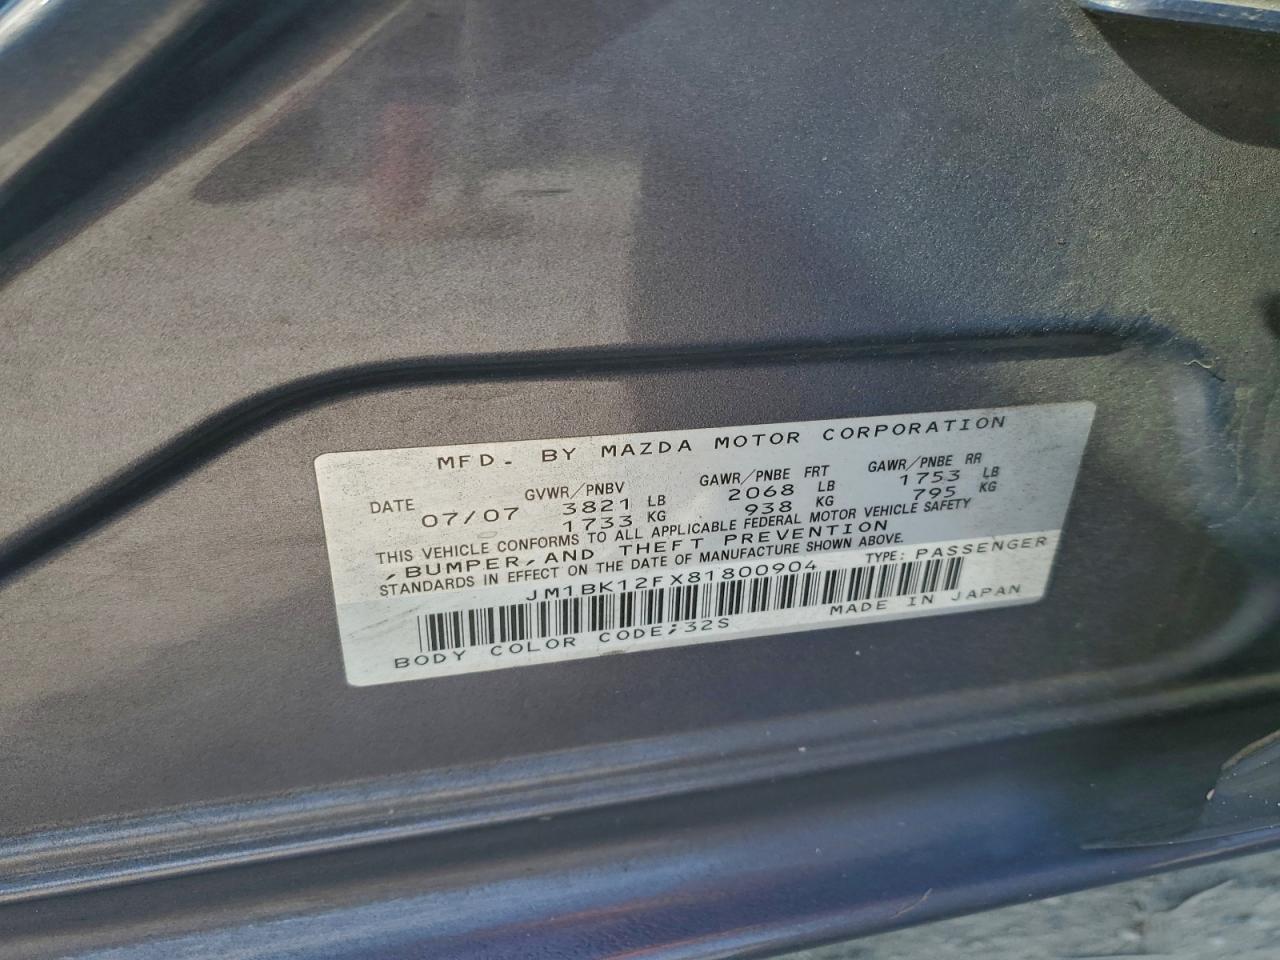 MFD. BY MAZDA MOTOR CORPORATION
DATE GVWR/PNBV GAWR/PNBE FRT GAWR/PNBE RR
07/07 3821 LB 2068 LB 1753 LB
1733 KG 938 KG 795 KG
THIS VEHICLE CONFORMS TO ALL APPLICABLE FEDERAL MOTOR VEHICLE SAFETY
,BUMPER,AND THEFT PREVENTION
STANDARDS IN EFFECT ON THE DATE OF MANUFACTURE SHOWN ABOVE.
JM1BK12FX81800904 TYPE: PASSENGER
BODY COLOR CODE;32S MADE IN JAPAN